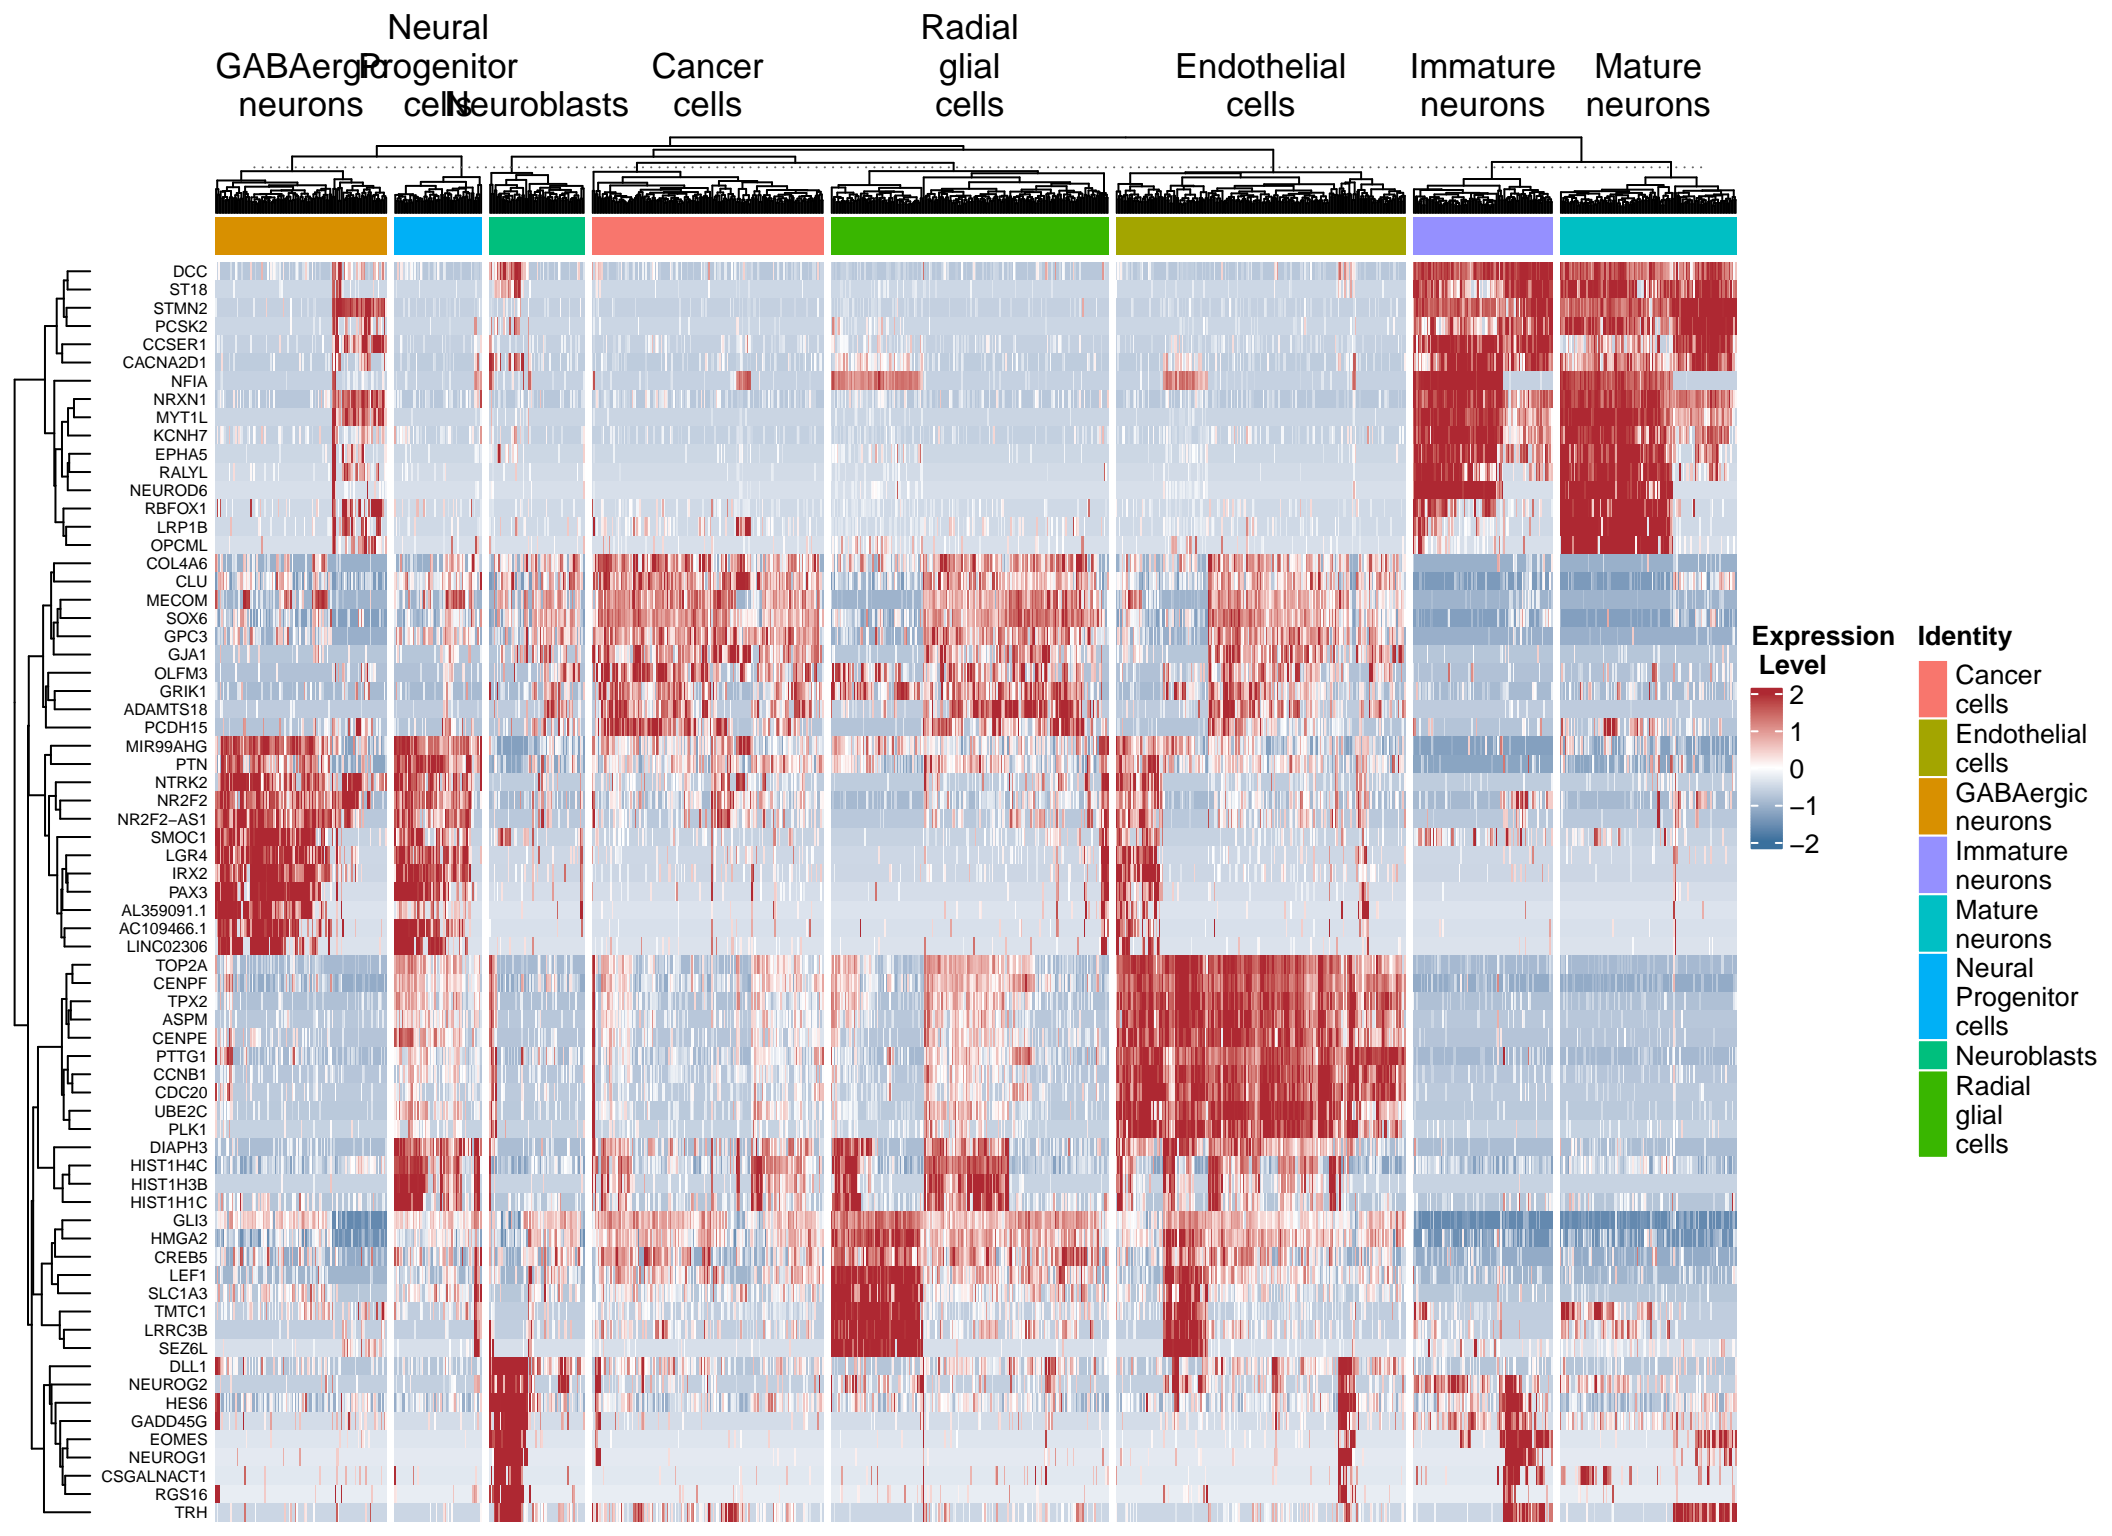 Neural
Radial
GABAergic
Progenitor
Cancer
glial
Endothelial
Immature
Mature
neurons
cells
Neuroblasts
cells
cells
cells
neurons
neurons
DCC
ST18
STMN2
PCSK2
CCSER1
CACNA2D1
NFIA
NRXN1
MYT1L
KCNH7
EPHA5
RALYL
NEUROD6
RBFOX1
LRP1B
OPCML
COL4A6
CLU
MECOM
SOX6
GPC3
GJA1
OLFM3
GRIK1
ADAMTS18
PCDH15
MIR99AHG
PTN
NTRK2
NR2F2
NR2F2−AS1
SMOC1
LGR4
IRX2
PAX3
AL359091.1
AC109466.1
LINC02306
TOP2A
CENPF
TPX2
ASPM
CENPE
PTTG1
CCNB1
CDC20
UBE2C
PLK1
DIAPH3
HIST1H4C
HIST1H3B
HIST1H1C
GLI3
HMGA2
CREB5
LEF1
SLC1A3
TMTC1
LRRC3B
SEZ6L
DLL1
NEUROG2
HES6
GADD45G
EOMES
NEUROG1
CSGALNACT1
RGS16
TRH
Expression
Level
2
1
0
−1
−2
Identity
Cancer
cells
Endothelial
cells
GABAergic
neurons
Immature
neurons
Mature
neurons
Neural
Progenitor
cells
Neuroblasts
Radial
glial
cells